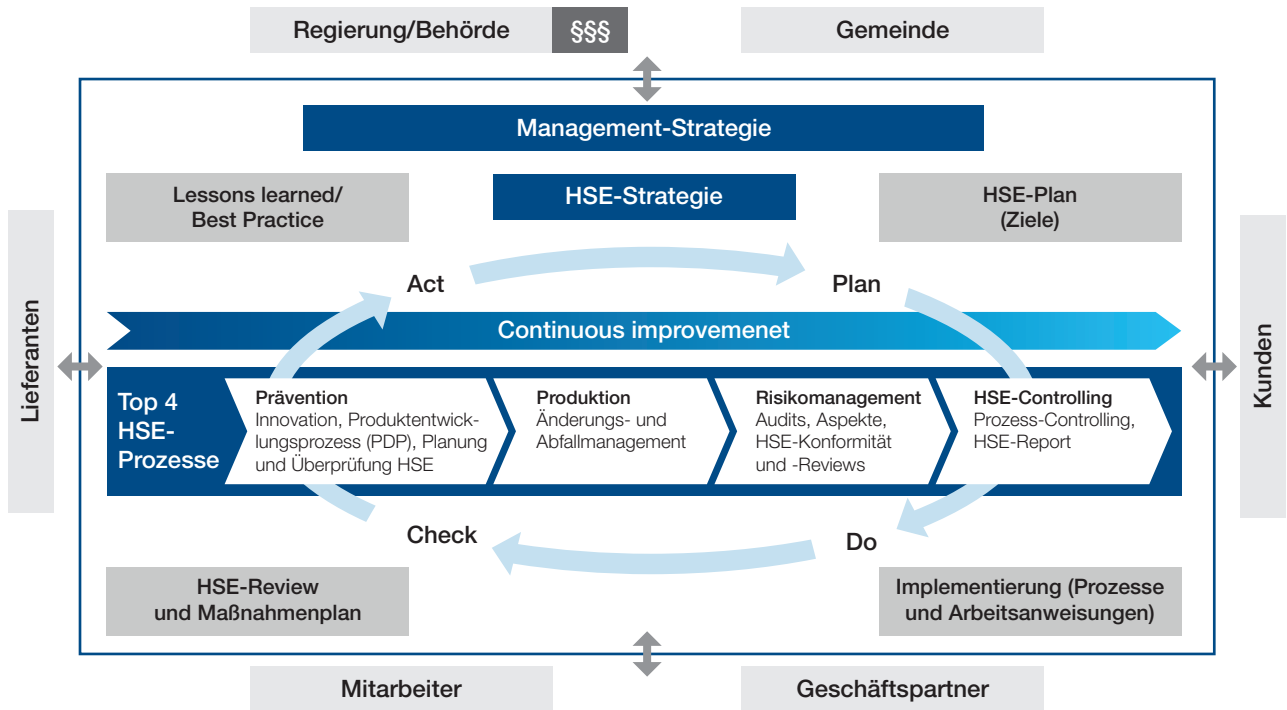 Regierung/Behörde
§§§
Gemeinde
Management-Strategie
Lessons learned/
Best Practice
HSE-Strategie
HSE-Plan
(Ziele)
Lieferanten
Kunden
Act
Plan
Continuous improvemenet
Top 4
HSE-
Prozesse
Prävention
Innovation, Produktentwick-
lungsprozess (PDP), Planung
und Überprüfung HSE
Produktion
Änderungs- und
Abfallmanagement
Risikomanagement
Audits, Aspekte,
HSE-Konformität
und -Reviews
HSE-Controlling
Prozess-Controlling,
HSE-Report
Check
Do
HSE-Review
und Maßnahmenplan
Implementierung (Prozesse
und Arbeitsanweisungen)
Mitarbeiter
Geschäftspartner